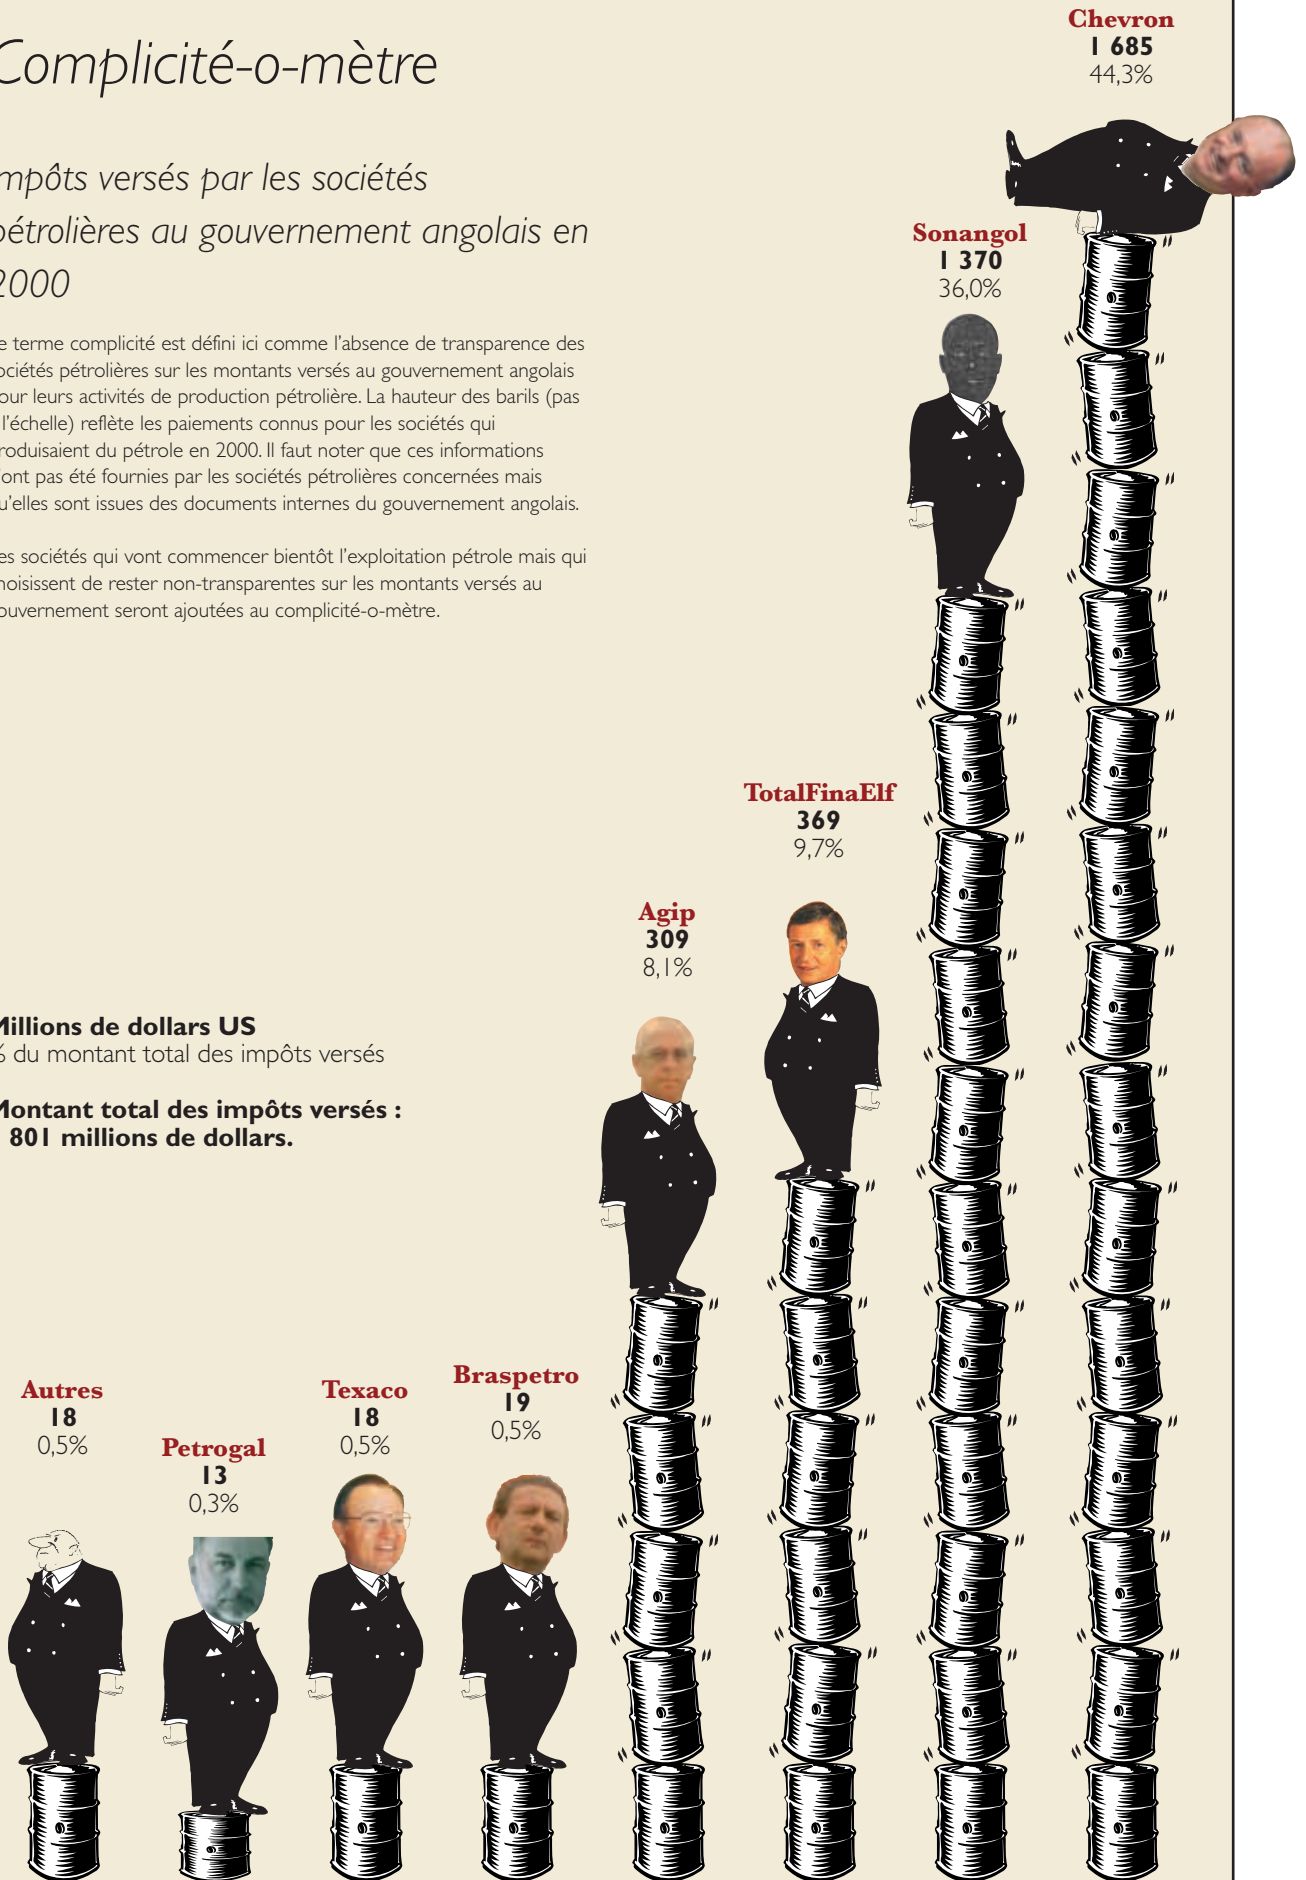 Complicité-o-mètre
mpôts versés par les sociétés
pétrolières au gouvernement angolais en
2000
e terme complicité est défini ici comme l'absence de transparence des
ociétés pétrolières sur les montants versés au gouvernement angolais
our leurs activités de production pétrolière. La hauteur des barils (pas
l'échelle) reflète les paiements connus pour les sociétés qui
roduisaient du pétrole en 2000. Il faut noter que ces informations
'ont pas été fournies par les sociétés pétrolières concernées mais
u'elles sont issues des documents internes du gouvernement angolais.
es sociétés qui vont commencer bientôt l'exploitation pétrole mais qui
hoisissent de rester non-transparentes sur les montants versés au
ouvernement seront ajoutées au complicité-o-mètre.
Chevron
1 685
44,3%
Sonangol
1 370
36,0%
TotalFinaElf
369
9,7%
Agip
309
8,1%
Millions de dollars US
% du montant total des impôts versés
Montant total des impôts versés :
801 millions de dollars.
Braspetro
19
0,5%
Texaco
18
0,5%
Petrogal
13
0,3%
Autres
18
0,5%